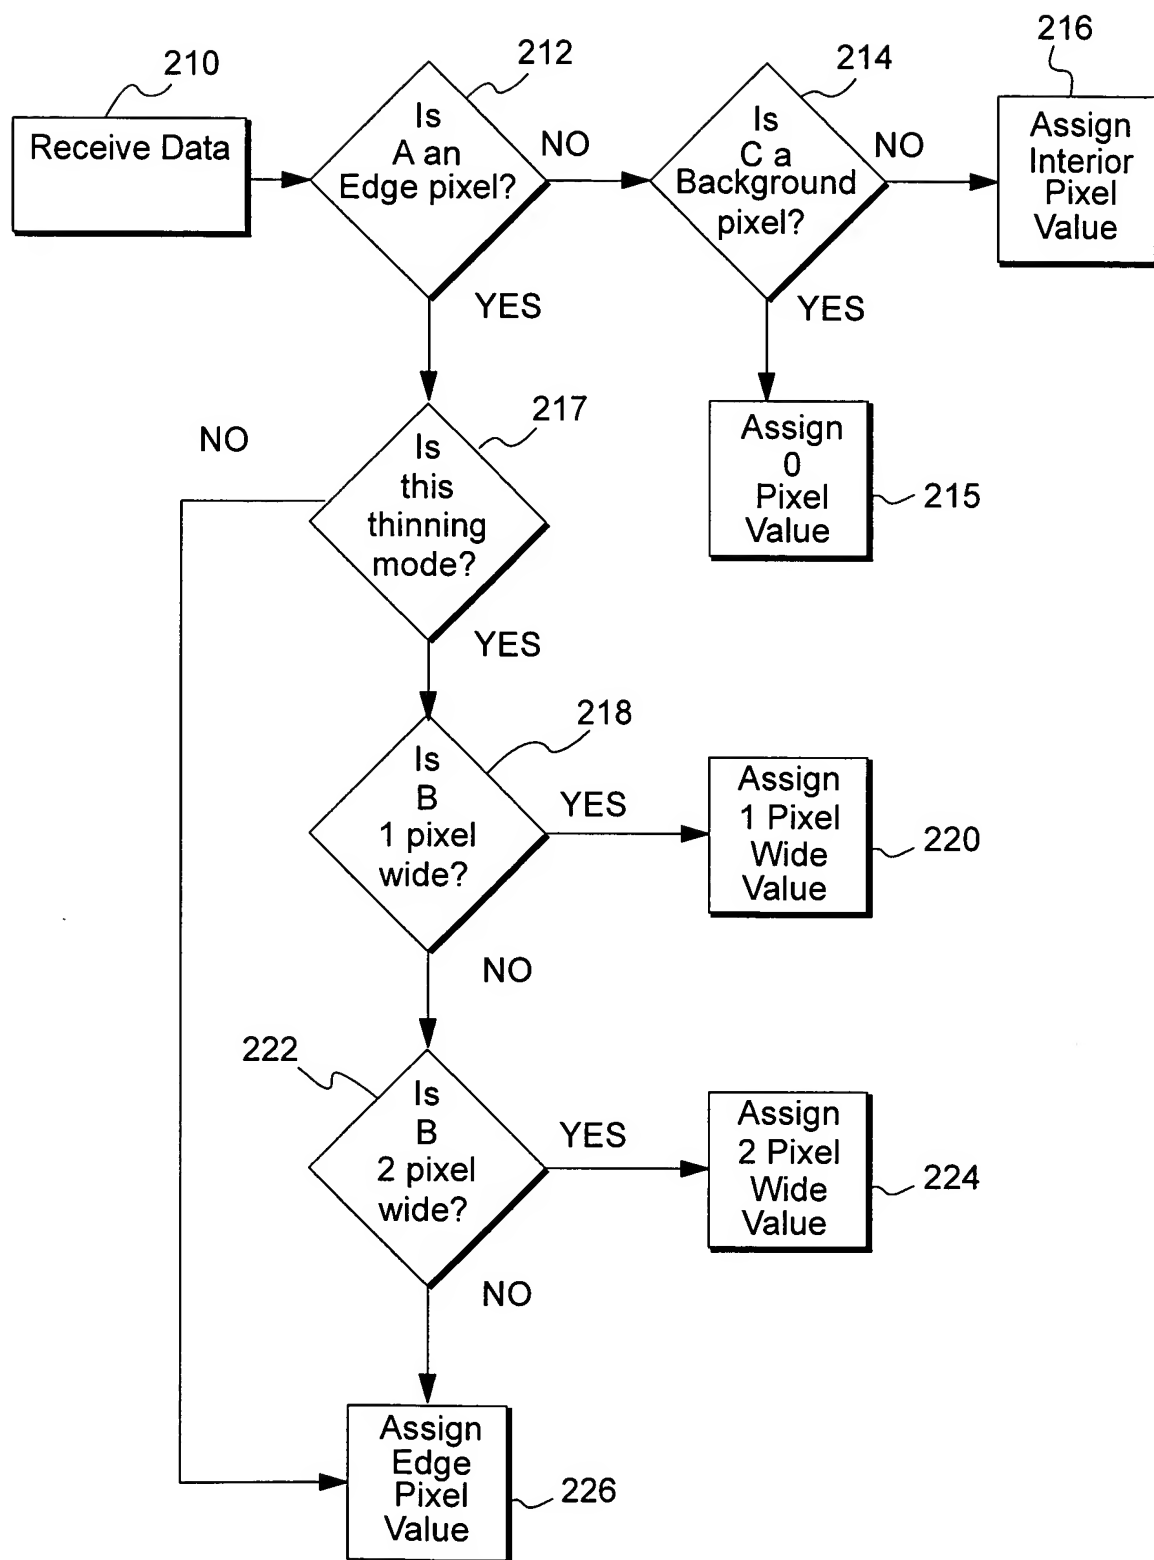 210
212
214
216
Receive Data
Is
A an
Edge pixel?
NO
Is
C a
Background
pixel?
NO
Assign
Interior
Pixel
Value
YES
YES
217
NO
Is
this
thinning
mode?
Assign
0
Pixel
Value
215
YES
218
Is
B
1 pixel
wide?
YES
Assign
1 Pixel
Wide
Value
220
NO
222
Is
B
2 pixel
wide?
YES
Assign
2 Pixel
Wide
Value
224
NO
Assign
Edge
Pixel
Value
226